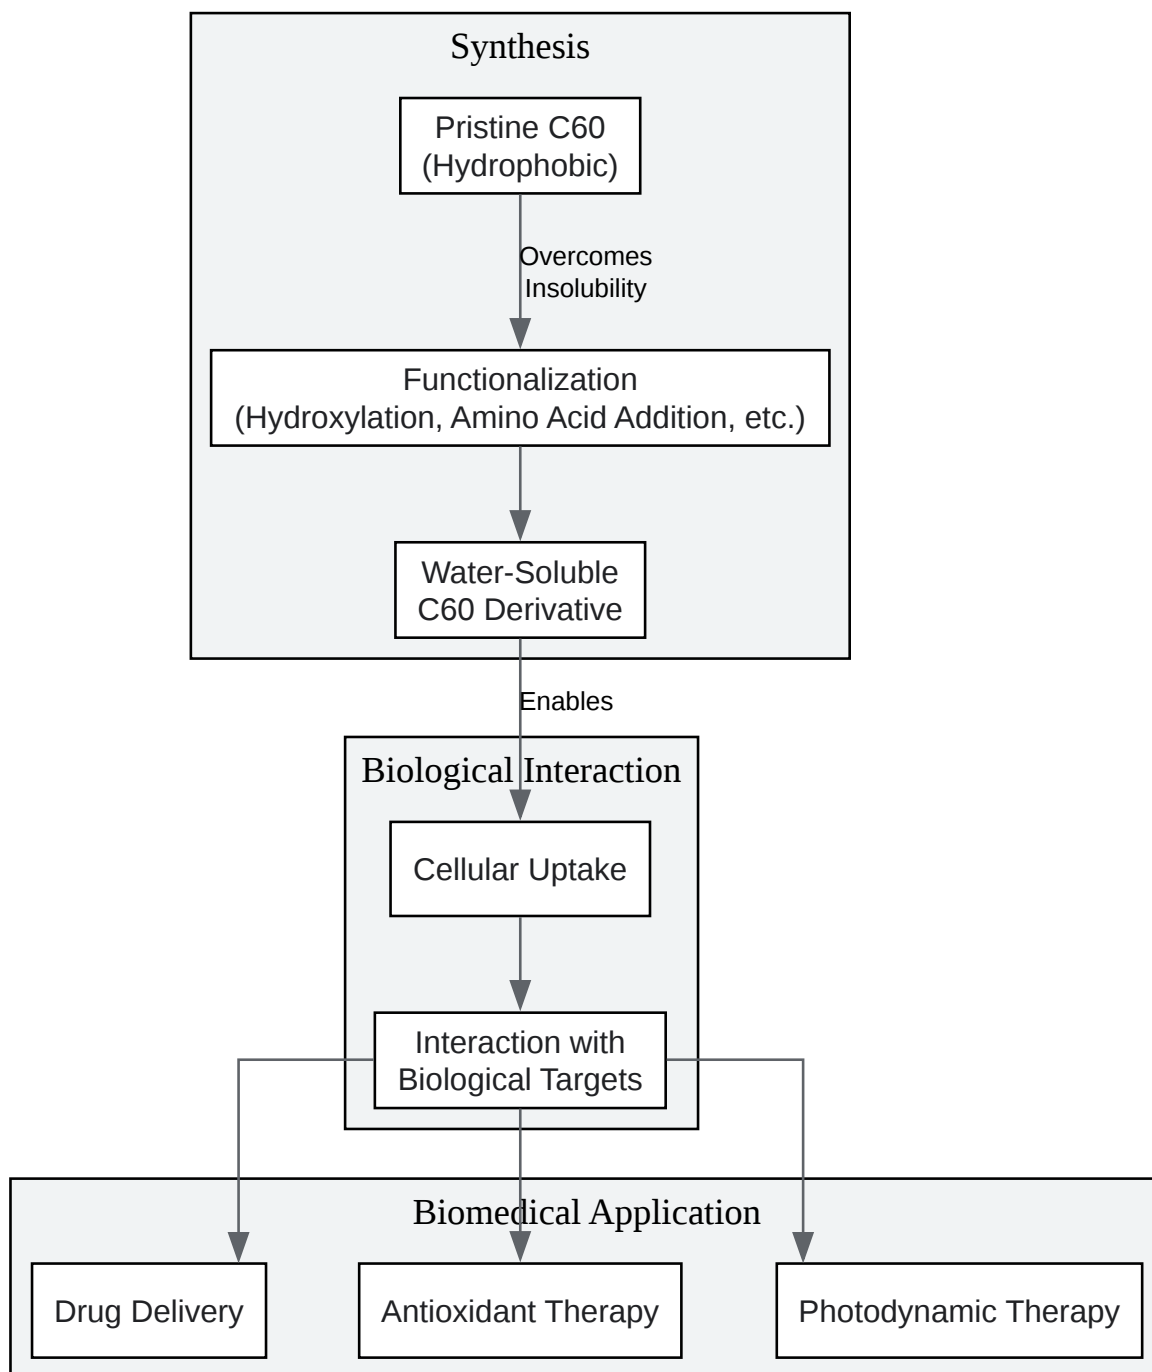 Synthesis
Pristine C60
(Hydrophobic)
Overcomes
Insolubility
Functionalization
(Hydroxylation, Amino Acid Addition, etc.)
Water-Soluble
C60 Derivative
Enables
Biological Interaction
Cellular Uptake
Interaction with
Biological Targets
Biomedical Application
Drug Delivery
Antioxidant Therapy
Photodynamic Therapy